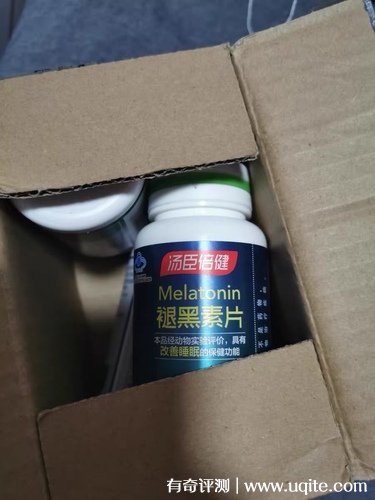 汤臣倍健
Melatonin
褪黑素片
本品经动物实验评价，具有
改善睡眠的保健功能
有奇评测 | www.uqite.com